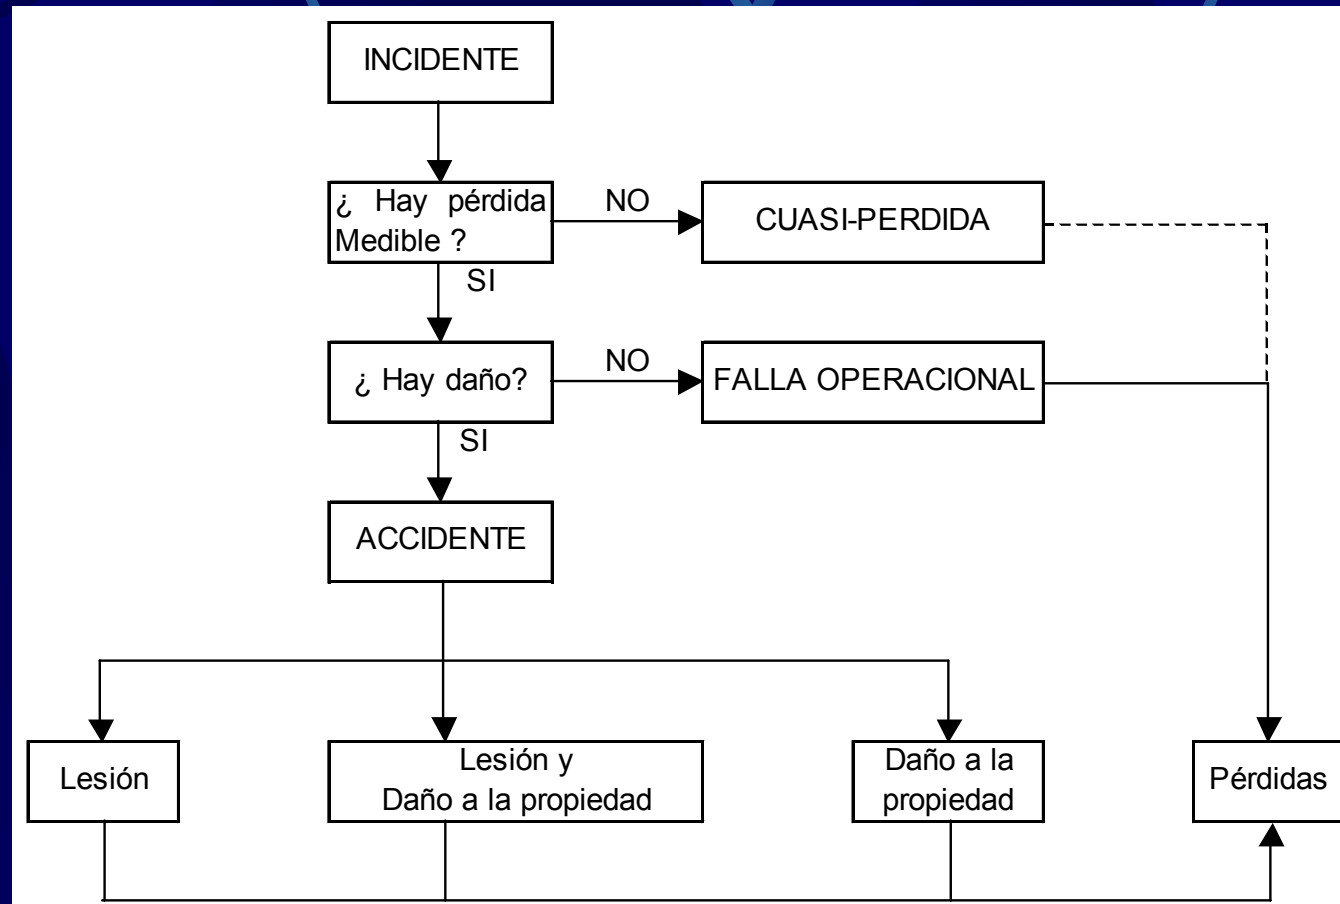 INCIDENTE
¿ Hay pérdida
Medible ?
NO
CUASI-PERDIDA
SI
¿ Hay daño?
NO
FALLA OPERACIONAL
SI
ACCIDENTE
Lesión
Lesión y
Daño a la propiedad
Daño a la
propiedad
Pérdidas